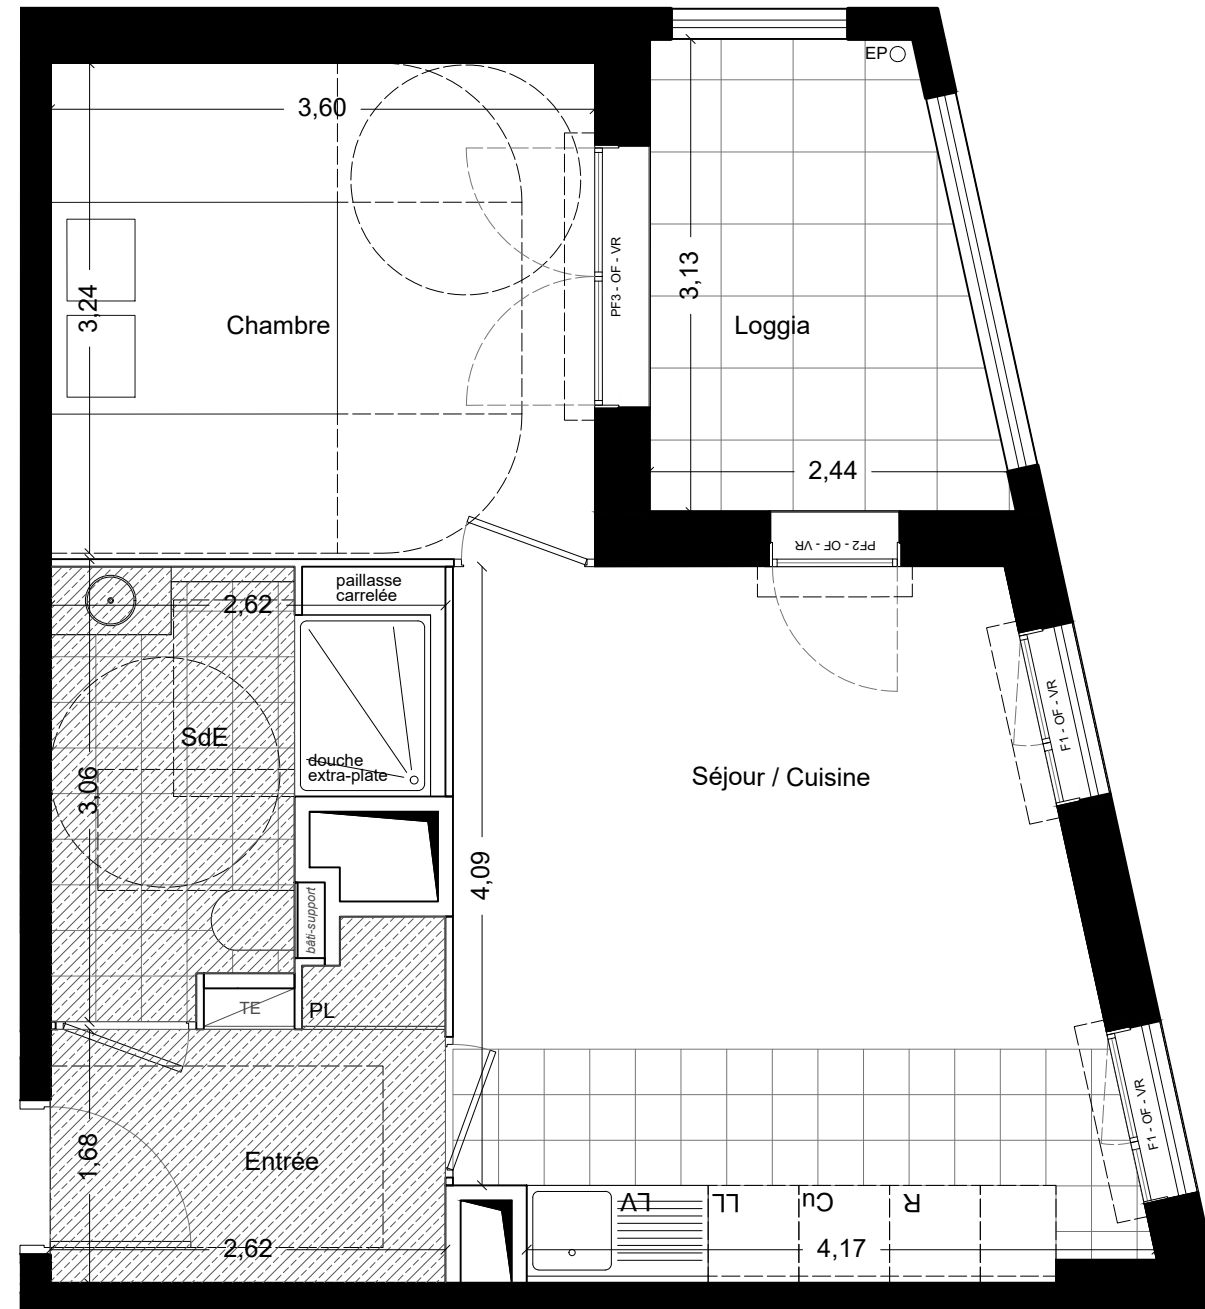 EP
3,60
PF3 - OF - VR
3,13
3,24
Chambre
Loggia
2,44
PF2 - OF - VR
paillasse
carrelée
2,62
F1 - OF - VR
SdE
douche
extra-plate
Séjour / Cuisine
3,06
4,09
bâti-support
TE
PL
F1 - OF - VR
1,68
Entrée
LV
LL
Cu
R
2,62
4,17